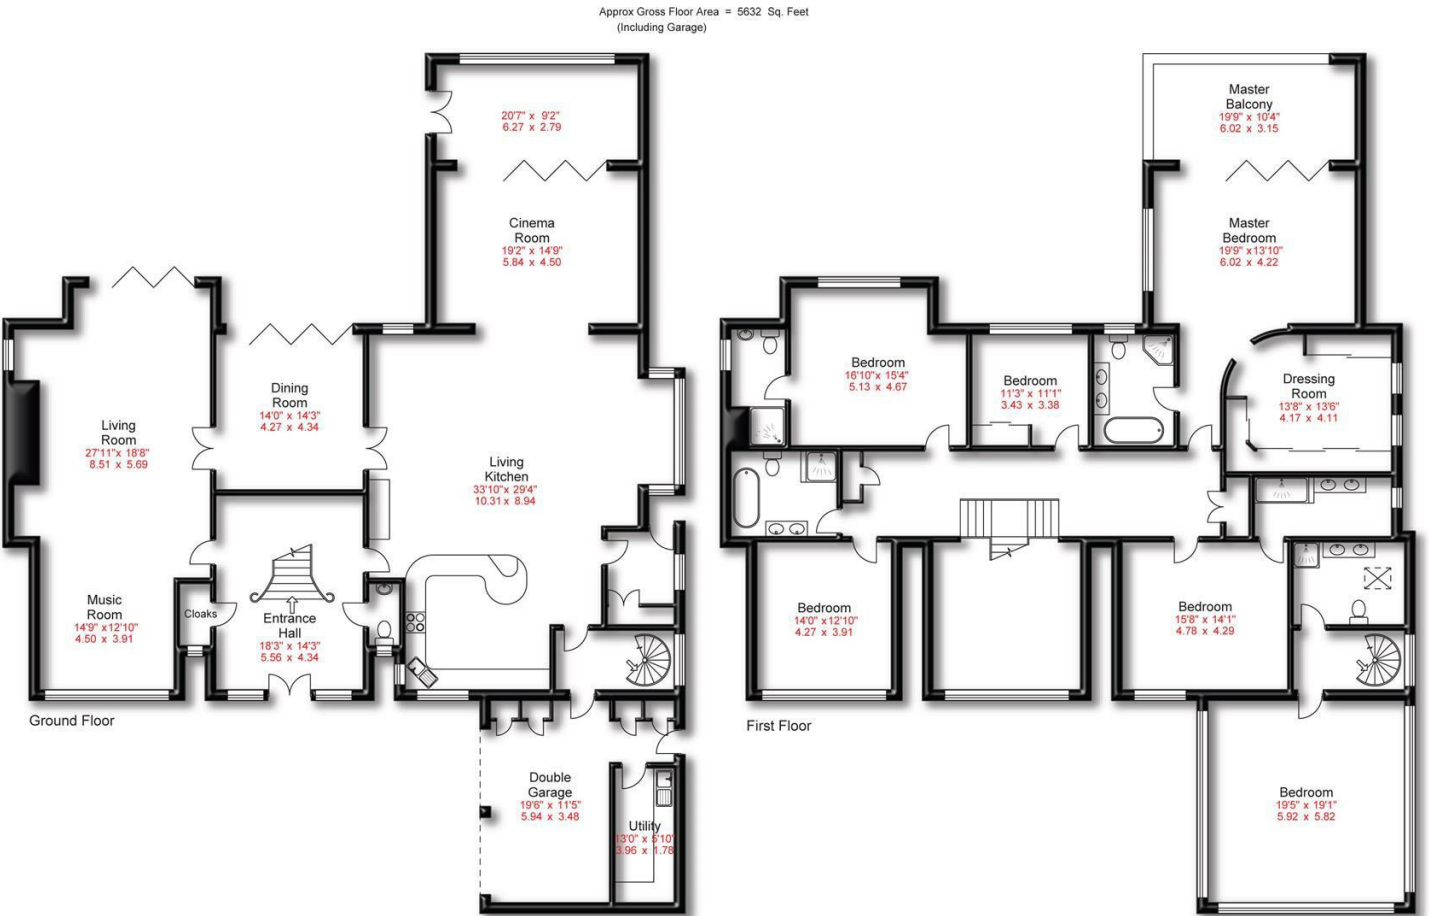 Approx Gross Floor Area = 5632 Sq. Feet
(Including Garage)
20'7" x 9'2"
6.27 x 2.79
Cinema
Room
19'2" x 14'9"
5.84 x 4.50
Living
Room
27'11"x 18'8"
8.51 x 5.69
Dining
Room
14'0" x 14'3"
4.27 x 4.34
Living
Kitchen
33'10"x 29'4"
10.31 x 8.94
Music
Room
14'9" x12'10"
4.50 x 3.91
Cloaks
Entrance
Hall
18'3" x 14'3"
5.56 x 4.34
Ground Floor
Double
Garage
19'6" x 11'5"
5.94 x 3.48
Utility
13'0" x 5'10"
3.96 x 1.78
Master
Balcony
19'9" x 10'4"
6.02 x 3.15
Master
Bedroom
19'9" x13'10"
6.02 x 4.22
Bedroom
16'10"x 15'4"
5.13 x 4.67
Bedroom
11'3" x 11'1"
3.43 x 3.38
Dressing
Room
13'8" x 13'6"
4.17 x 4.11
Bedroom
14'0" x12'10"
4.27 x 3.91
Bedroom
15'8" x 14'1"
4.78 x 4.29
First Floor
Bedroom
19'5" x 19'1"
5.92 x 5.82